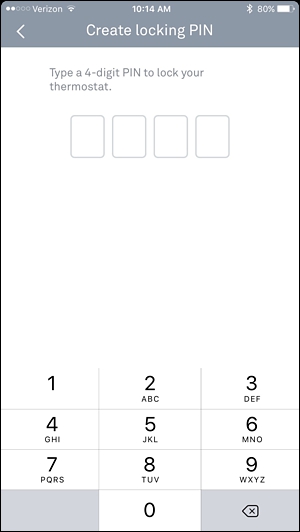 Verizon 10:14 AM 80%
Create locking PIN
Type a 4-digit PIN to lock your
thermostat.
1 2 3
ABC DEF
4 5 6
GHI JKL MNO
7 8 9
PQRS TUV WXYZ
0